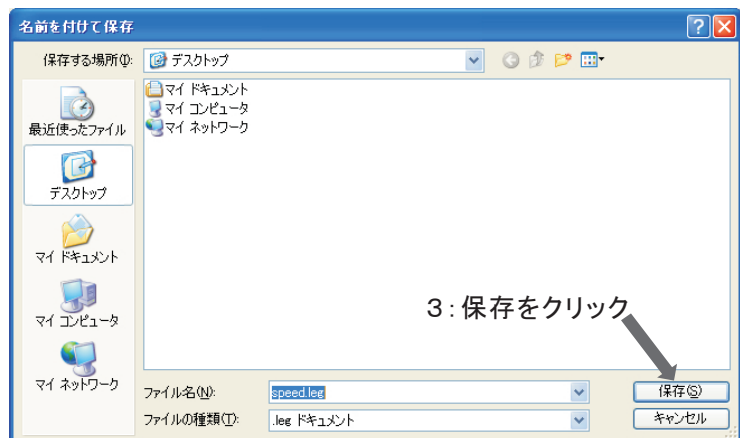 名前を付けて保存
保存する場所(I):
デスクトップ
最近使ったファイル
デスクトップ
マイ ドキュメント
マイ コンピュータ
マイ ネットワーク
マイ ドキュメント
マイ コンピュータ
マイ ネットワーク
3:保存をクリック
ファイル名(N):
speed.leg
保存(S)
ファイルの種類(T):
.leg ドキュメント
キャンセル